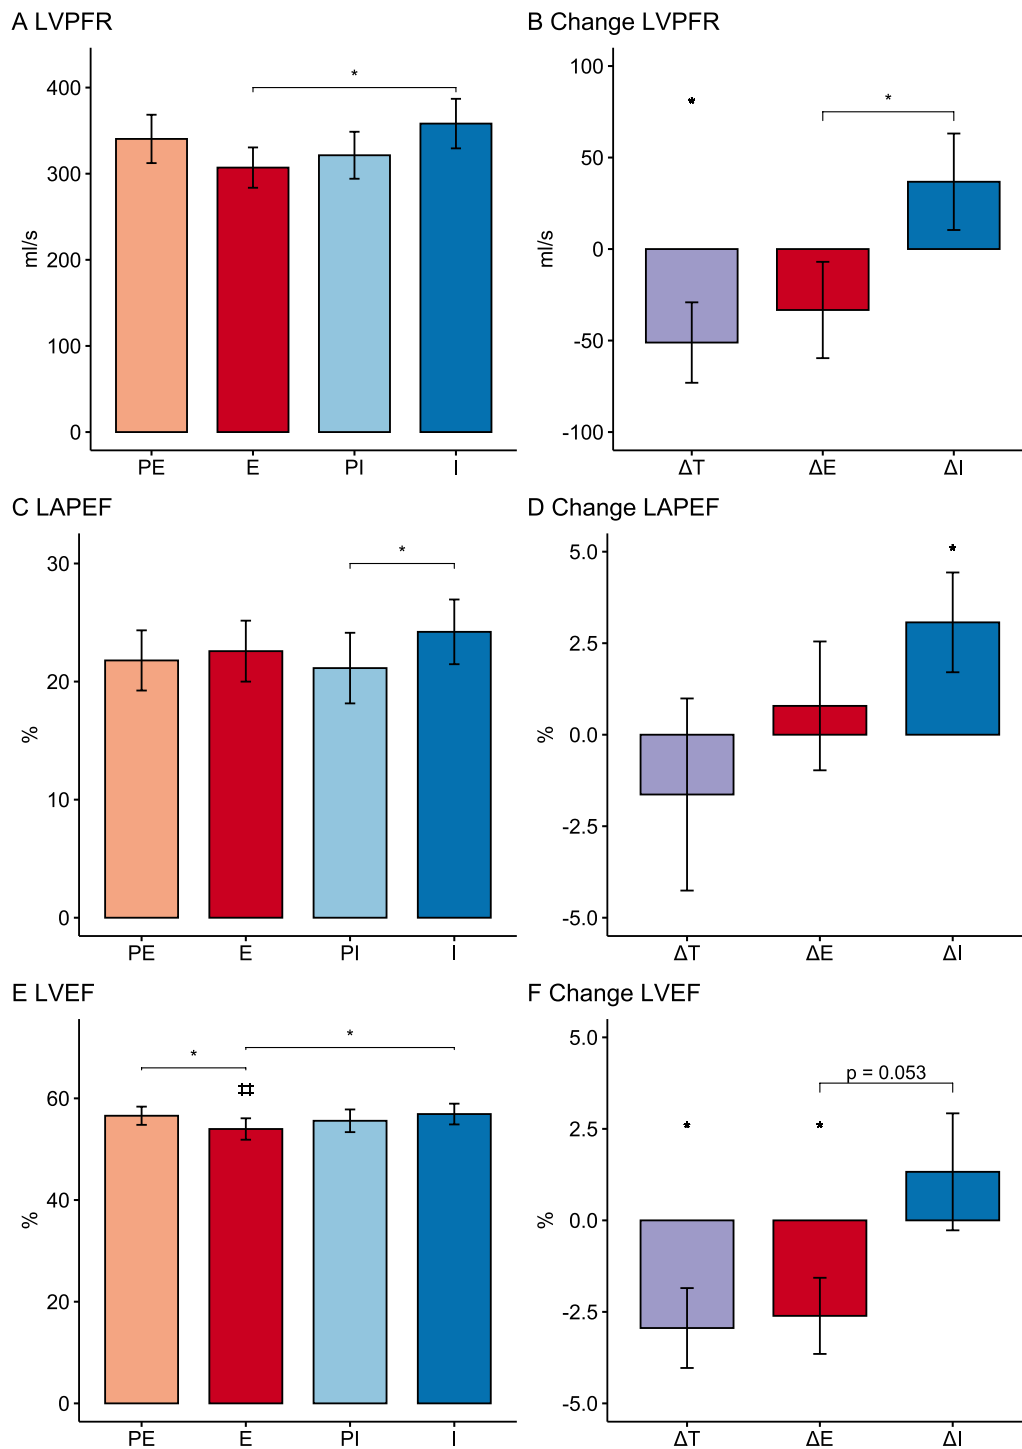 A LVPFR
*
400
300
200
100
0
ml/s
PE E PI I
B Change LVPFR
100
50
0
-50
-100
ml/s
*
*
ΔT ΔE ΔI
C LAPEF
30
20
10
0
%
*
PE E PI I
D Change LAPEF
5.0
2.5
0.0
-2.5
-5.0
%
*
ΔT ΔE ΔI
E LVEF
60
40
20
0
%
*
*
‡
PE E PI I
F Change LVEF
5.0
2.5
0.0
-2.5
-5.0
%
p = 0.053
* *
ΔT ΔE ΔI